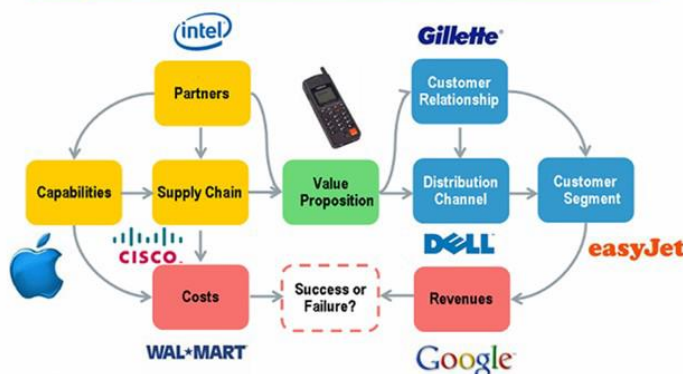 intel
Gillette®
Partners
Customer
Relationship
Capabilities
Supply Chain
Value
Proposition
Distribution
Channel
Customer
Segment
CISCO
DELL
easyJet
Costs
Success or
Failure?
Revenues
WAL★MART
Google